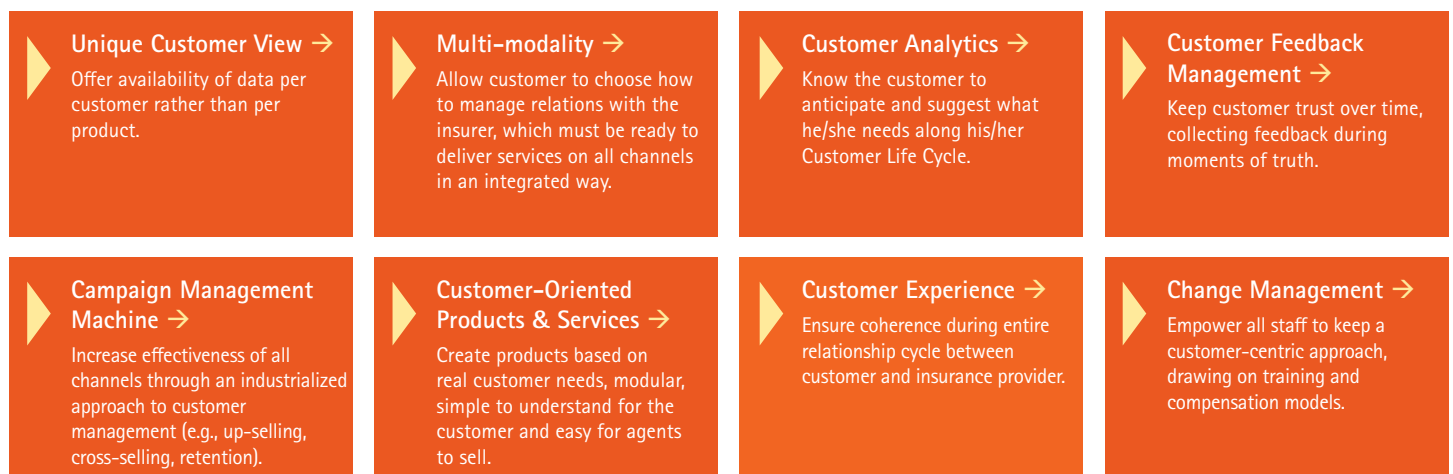 Unique Customer View →
Offer availability of data per
customer rather than per
product.
Multi-modality →
Allow customer to choose how
to manage relations with the
insurer, which must be ready to
deliver services on all channels
in an integrated way.
Customer Analytics →
Know the customer to
anticipate and suggest what
he/she needs along his/her
Customer Life Cycle.
Customer Feedback
Management →
Keep customer trust over time,
collecting feedback during
moments of truth.
Campaign Management
Machine →
Increase effectiveness of all
channels through an industrialized
approach to customer
management (e.g., up-selling,
cross-selling, retention).
Customer-Oriented
Products & Services →
Create products based on
real customer needs, modular,
simple to understand for the
customer and easy for agents
to sell.
Customer Experience →
Ensure coherence during entire
relationship cycle between
customer and insurance provider.
Change Management →
Empower all staff to keep a
customer-centric approach,
drawing on training and
compensation models.